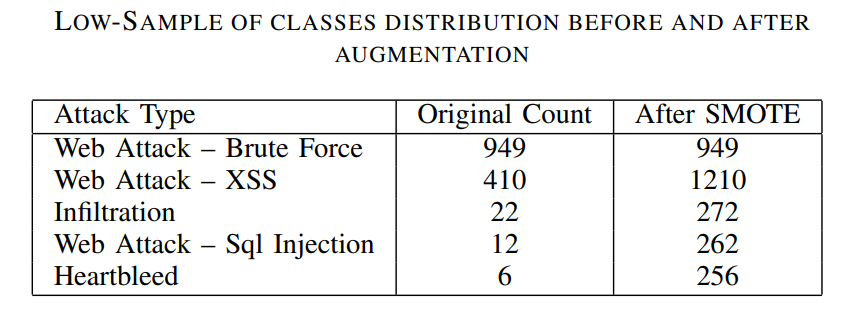 LOW-SAMPLE OF CLASSES DISTRIBUTION BEFORE AND AFTER
AUGMENTATION
Attack Type Original Count After SMOTE
Web Attack – Brute Force 949 949
Web Attack – XSS 410 1210
Infiltration 22 272
Web Attack – Sql Injection 12 262
Heartbleed 6 256